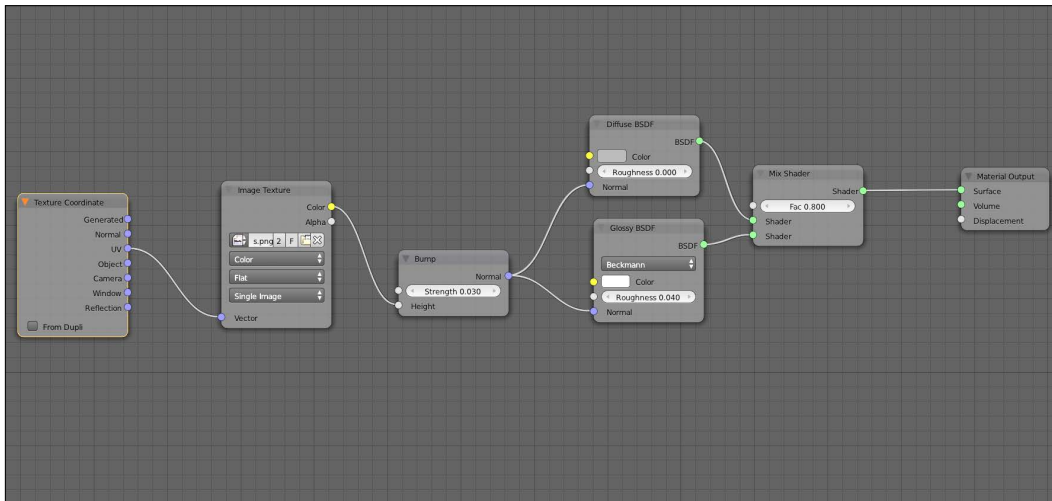 Texture Coordinate
Generated
Normal
UV
Object
Camera
Window
Reflection
From Dupli
Image Texture
Color
Alpha
s.png 2 F
Color
Flat
Single Image
Vector
Bump
Normal
Strength 0.030
Height
Diffuse BSDF
BSDF
Color
Roughness 0.000
Normal
Glossy BSDF
BSDF
Beckmann
Color
Roughness 0.040
Normal
Mix Shader
Shader
Fac 0.800
Shader
Shader
Material Output
Surface
Volume
Displacement